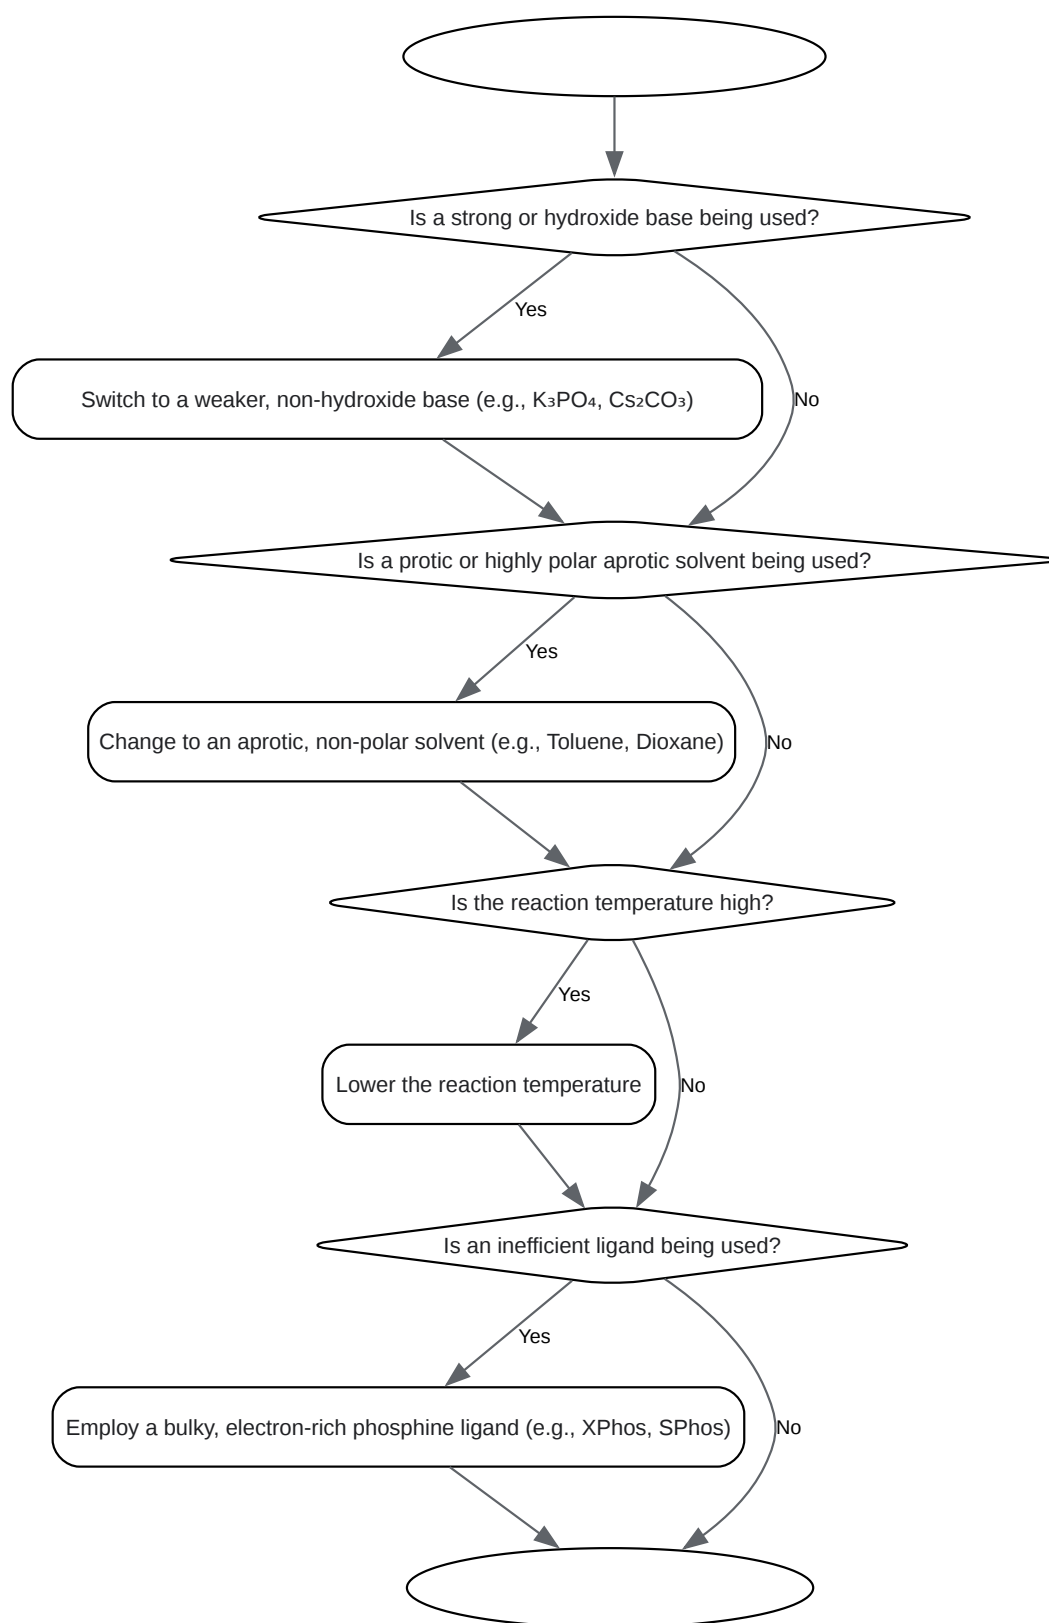 Is a strong or hydroxide base being used?
Yes
Switch to a weaker, non-hydroxide base (e.g., K₃PO₄, Cs₂CO₃)
No
Is a protic or highly polar aprotic solvent being used?
Yes
Change to an aprotic, non-polar solvent (e.g., Toluene, Dioxane)
No
Is the reaction temperature high?
Yes
Lower the reaction temperature
No
Is an inefficient ligand being used?
Yes
Employ a bulky, electron-rich phosphine ligand (e.g., XPhos, SPhos)
No